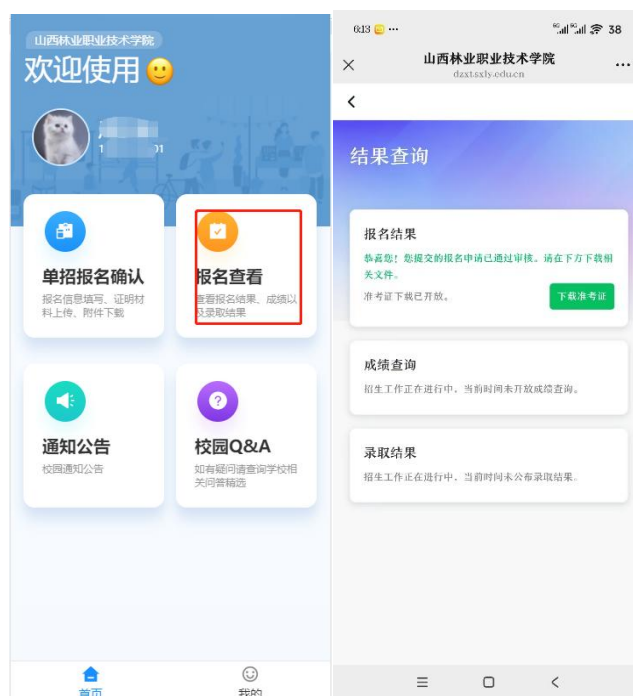 山西林业职业技术学院
欢迎使用
单招报名确认
报名信息填写、证明材
料上传、附件下载
报名查看
查看报名结果、成绩以
及录取结果
通知公告
校园通知公告
校园Q&A
如有疑问请查询学校相
关问答精选
首页
我的
6:13
38
山西林业职业技术学院
dzxt.sxly.edu.cn
结果查询
报名结果
恭喜您！您提交的报名申请已通过审核。请在下方下载相
关文件。
准考证下载已开放。
下载准考证
成绩查询
招生工作正在进行中，当前时间未开放成绩查询。
录取结果
招生工作正在进行中，当前时间未公布录取结果。